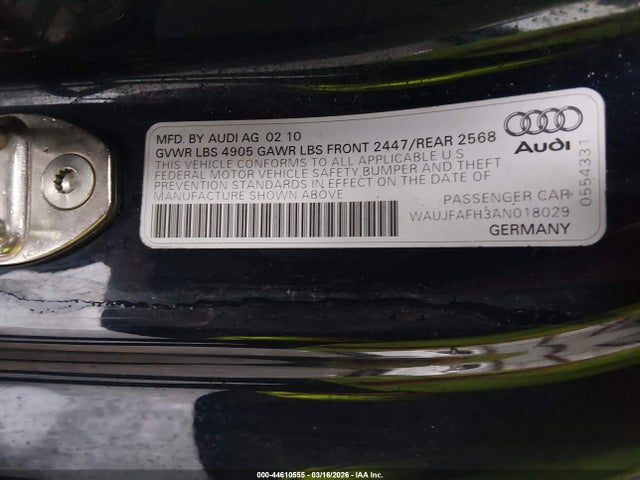 MFD. BY AUDI AG 02 10
GVWR LBS 4905 GAWR LBS FRONT 2447/REAR 2568
THIS VEHICLE CONFORMS TO ALL APPLICABLE U S
FEDERAL MOTOR VEHICLE SAFETY BUMPER AND THEFT
PREVENTION STANDARDS IN EFFECT ON THE DATE OF
MANUFACTURE SHOWN ABOVE
Audi
0554331
PASSENGER CAR
WAUJFAFH3AN018029
GERMANY
000-44610555 - 03/16/2026 - IAA Inc.